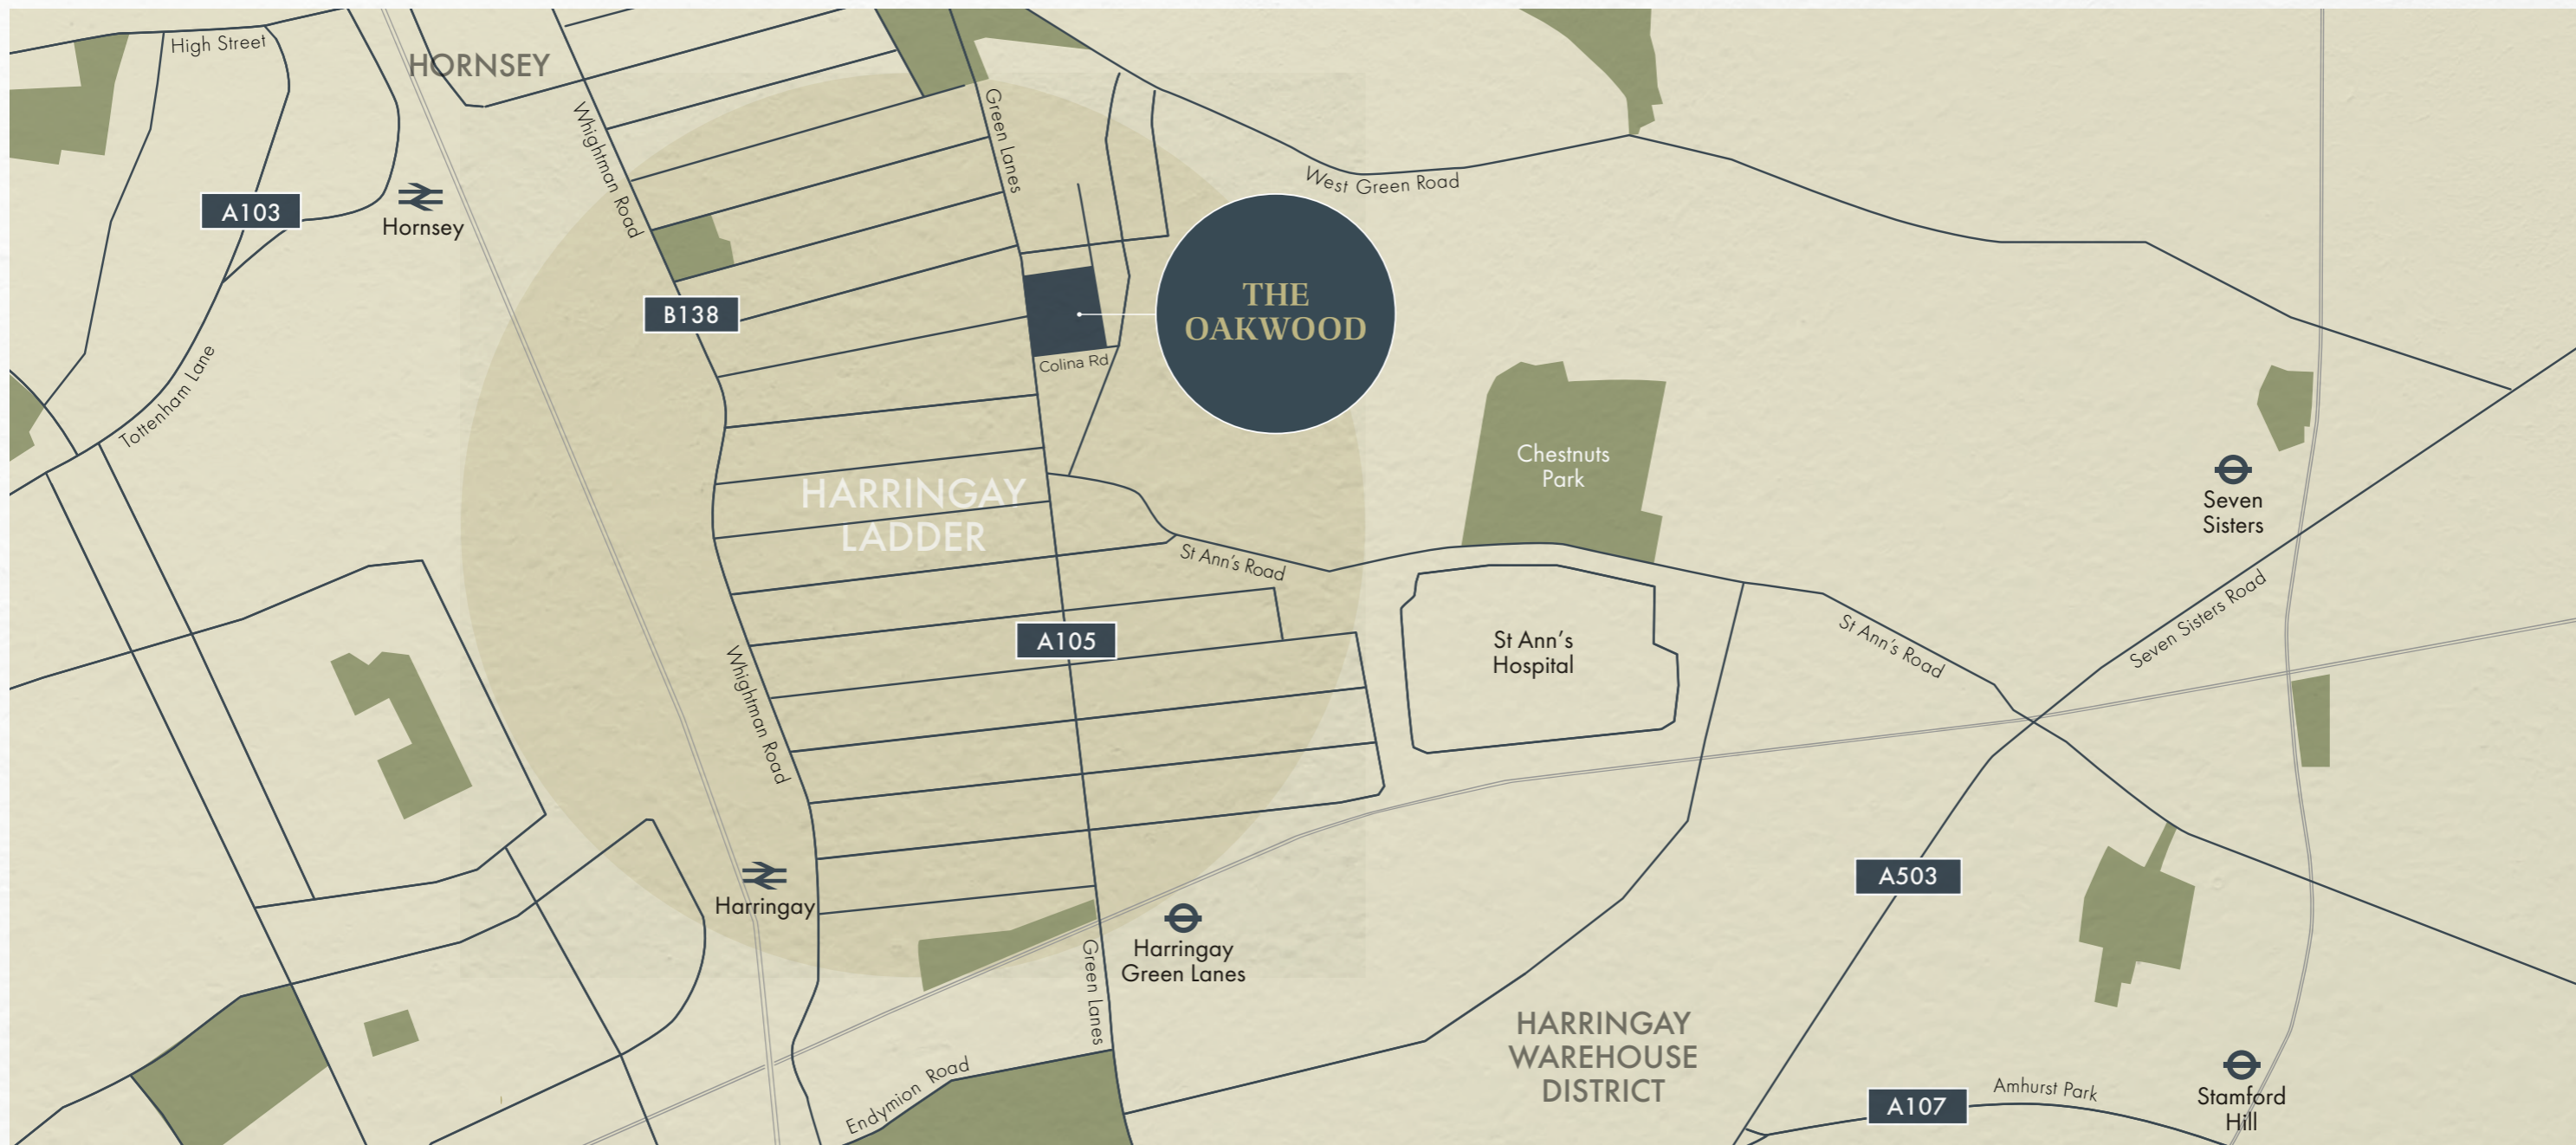 High Street
HORNSEY
Whightman Road
Green Lanes
West Green Road
A103
Hornsey
B138
THE
OAKWOOD
Colina Rd
Tottenham Lane
Chestnuts
Park
Seven
Sisters
HARRINGAY
LADDER
St Ann's Road
A105
St Ann's
Hospital
St Ann's Road
Seven Sisters Road
Whightman Road
A503
Harringay
Harringay
Green Lanes
Green Lanes
HARRINGAY
WAREHOUSE
DISTRICT
Endymion Road
A107
Amhurst Park
Stamford
Hill